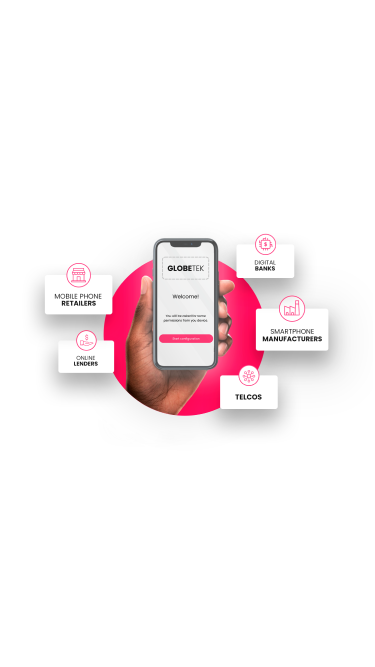 GLOBETEK
Welcome!
You will be asked for some
permissions from you device.
Start configuration
DIGITAL
BANKS
MOBILE PHONE
RETAILERS
SMARTPHONE
MANUFACTURERS
ONLINE
LENDERS
TELCOS